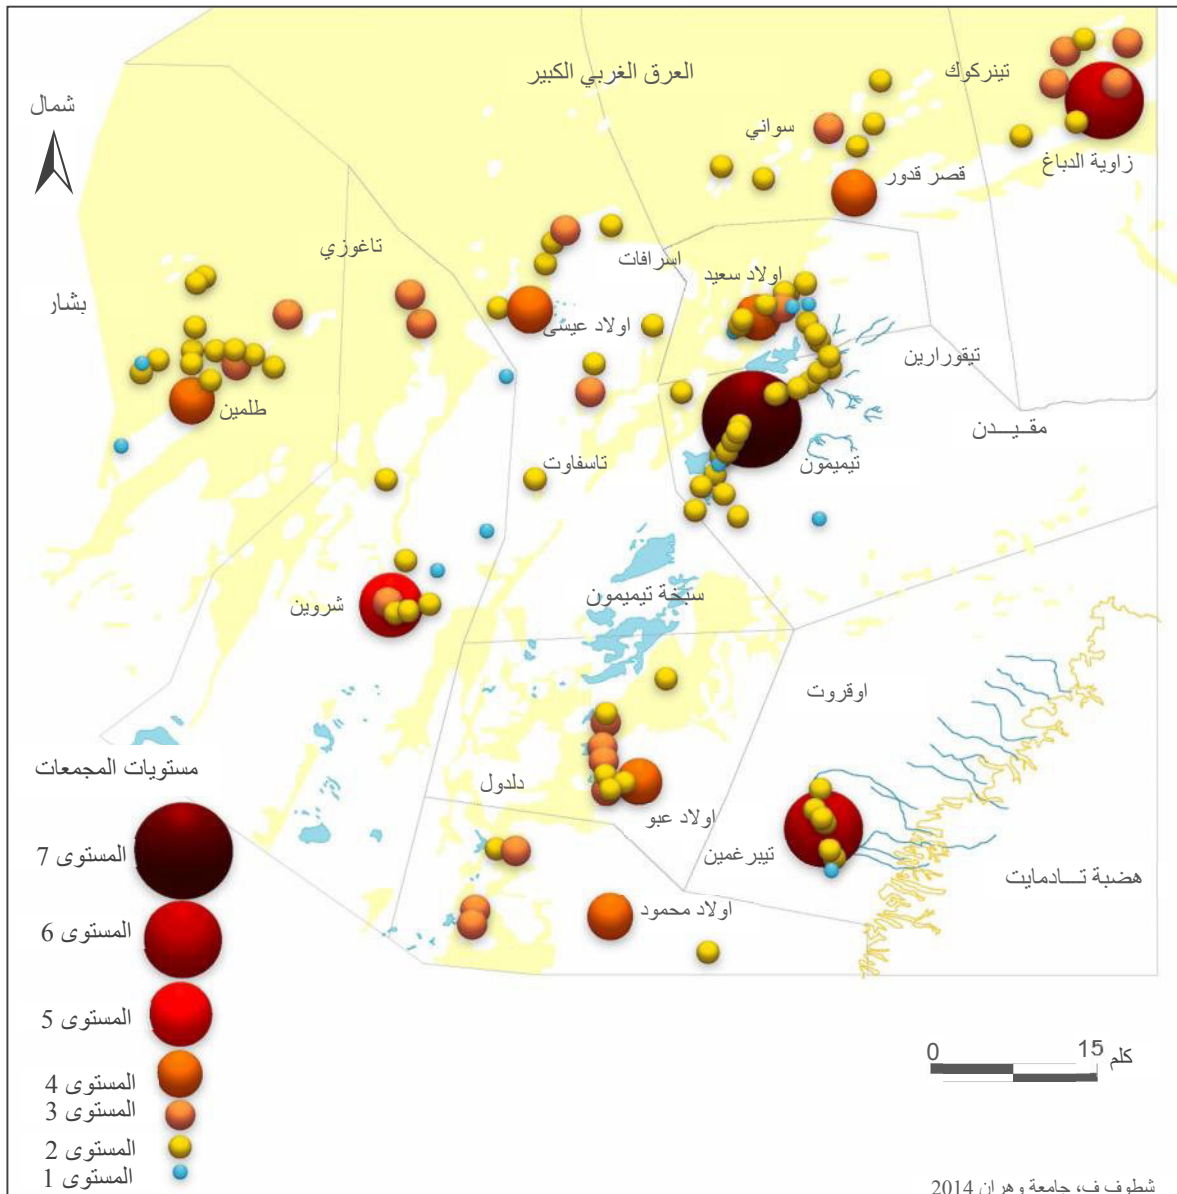 العرق الغربي الكبير
تينركوك
شمال
سواني
زاوية الدباغ
قصر قدور
تاغوزي
اسرافات
اولاد سعيد
بشار
اولاد عيسى
تيقورارين
طلمين
مقـيـــدن
تاسفاوت
تيميمون
سبخة تيميمون
شروين
اوقروت
دلدول
اولاد عبو
تيبرغمين
هضبة تـــادمايت
اولاد محمود
مستويات المجمعات
المستوى 7
المستوى 6
المستوى 5
المستوى 4
المستوى 3
المستوى 2
المستوى 1
0 15 كلم
شطوف ف، جامعة وهران 2014